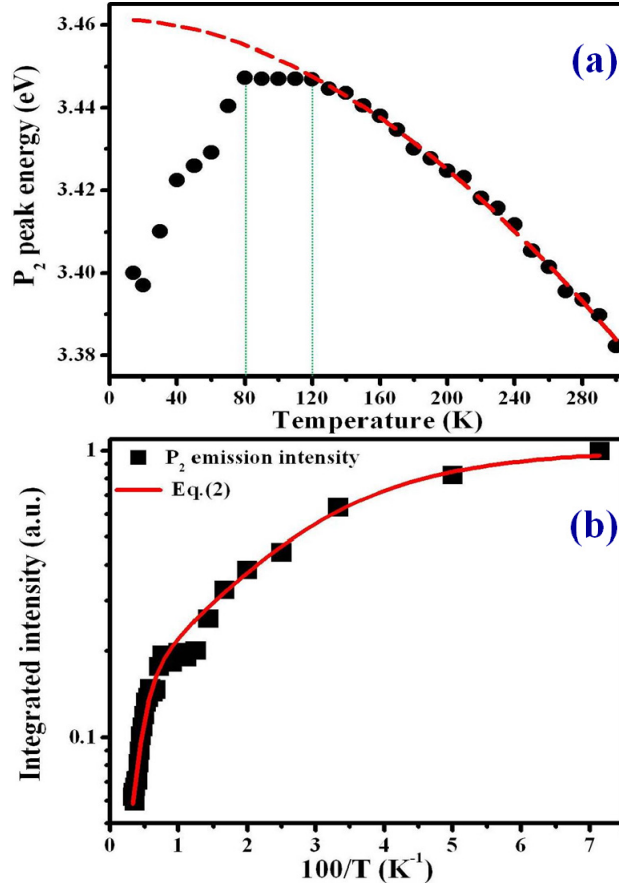 3.46
(a)
3.44
3.42
3.40
3.38
P₂ peak energy (eV)
0 40 80 120 160 200 240 280
Temperature (K)
1
P₂ emission intensity
Eq.(2)
(b)
0.1
Integrated intensity (a.u.)
0 1 2 3 4 5 6 7
100/T (K⁻¹)